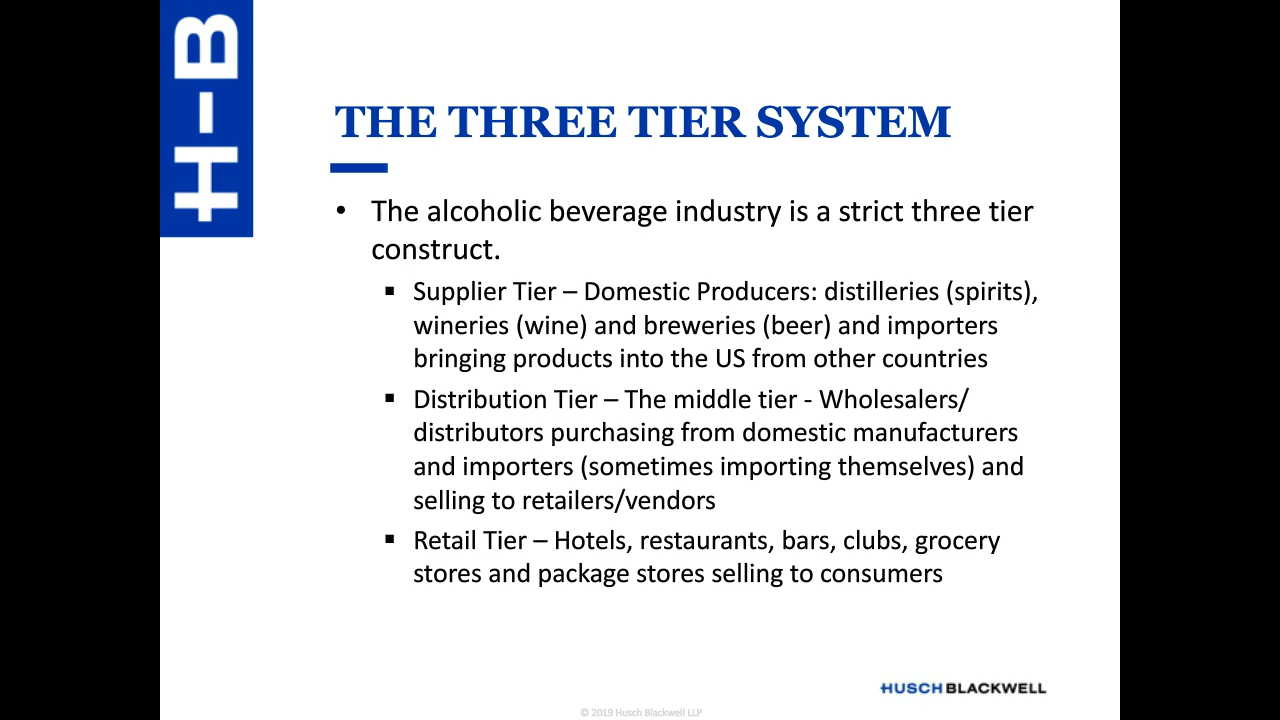 H-B
THE THREE TIER SYSTEM
• The alcoholic beverage industry is a strict three tier
construct.
▪ Supplier Tier – Domestic Producers: distilleries (spirits),
wineries (wine) and breweries (beer) and importers
bringing products into the US from other countries
▪ Distribution Tier – The middle tier - Wholesalers/
distributors purchasing from domestic manufacturers
and importers (sometimes importing themselves) and
selling to retailers/vendors
▪ Retail Tier – Hotels, restaurants, bars, clubs, grocery
stores and package stores selling to consumers
HUSCH BLACKWELL
© 2019 Husch Blackwell LLP